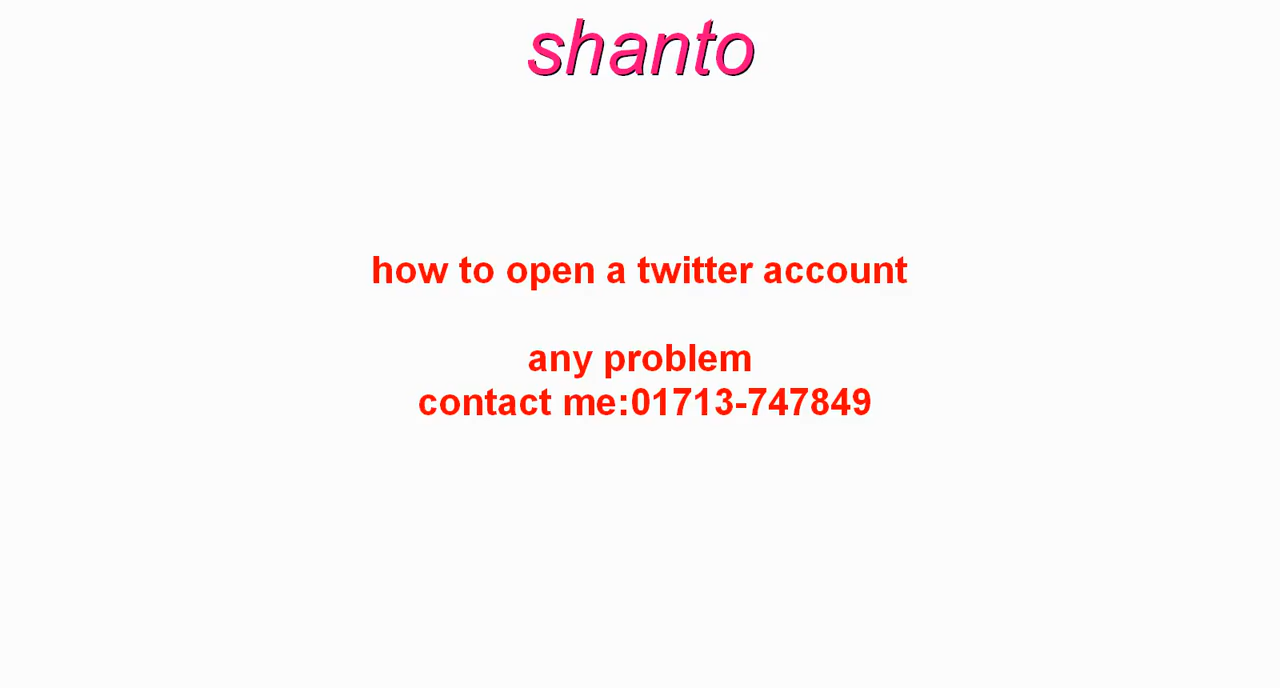 shanto
how to open a twitter account
any problem
contact me:01713-747849